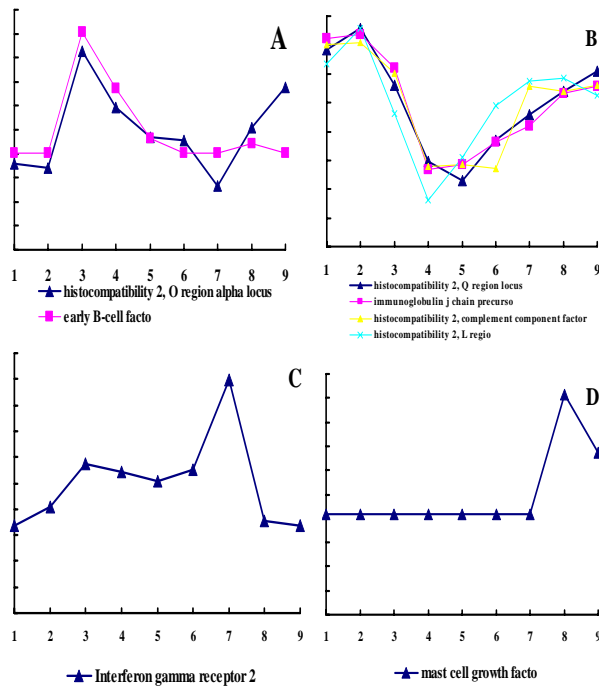 A
1 2 3 4 5 6 7 8 9
histocompatibility 2, O region alpha locus
early B-cell facto
B
1 2 3 4 5 6 7 8 9
histocompatibility 2, Q region locus
immunoglobulin j chain precurso
histocompatibility 2, complement component factor
histocompatibility 2, L regio
C
1 2 3 4 5 6 7 8 9
Interferon gamma receptor 2
D
1 2 3 4 5 6 7 8 9
mast cell growth facto